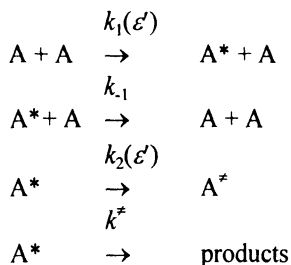 k₁(ε′)
A + A → A* + A
k₋₁
A*+ A → A + A
k₂(ε′)
A* → A≠
k≠
A* → products